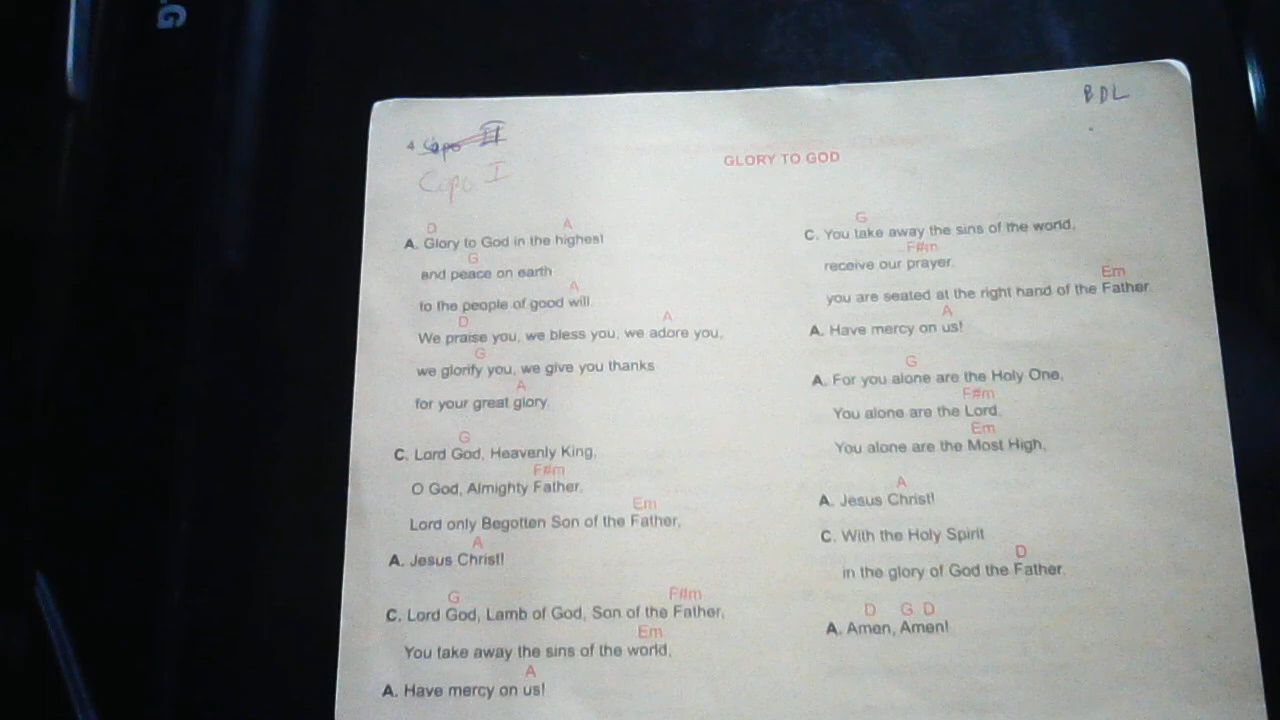 .G
BDL
4. Capo II
Capo I
GLORY TO GOD
D A
A. Glory to God in the highest
G
and peace on earth
A
to the people of good will.
D A
We praise you, we bless you, we adore you,
G
we glorify you, we give you thanks
A
for your great glory.
G
C. Lord God, Heavenly King,
F#m
O God, Almighty Father,
Em
Lord only Begotten Son of the Father,
A
A. Jesus Christ!
G F#m
C. Lord God, Lamb of God, Son of the Father,
Em
You take away the sins of the world,
A
A. Have mercy on us!
G
C. You take away the sins of the world,
F#m
receive our prayer.
Em
you are seated at the right hand of the Father.
A
A. Have mercy on us!
G
A. For you alone are the Holy One,
F#m
You alone are the Lord,
Em
You alone are the Most High,
A
A. Jesus Christ!
C. With the Holy Spirit
D
in the glory of God the Father.
D G D
A. Amen, Amen!